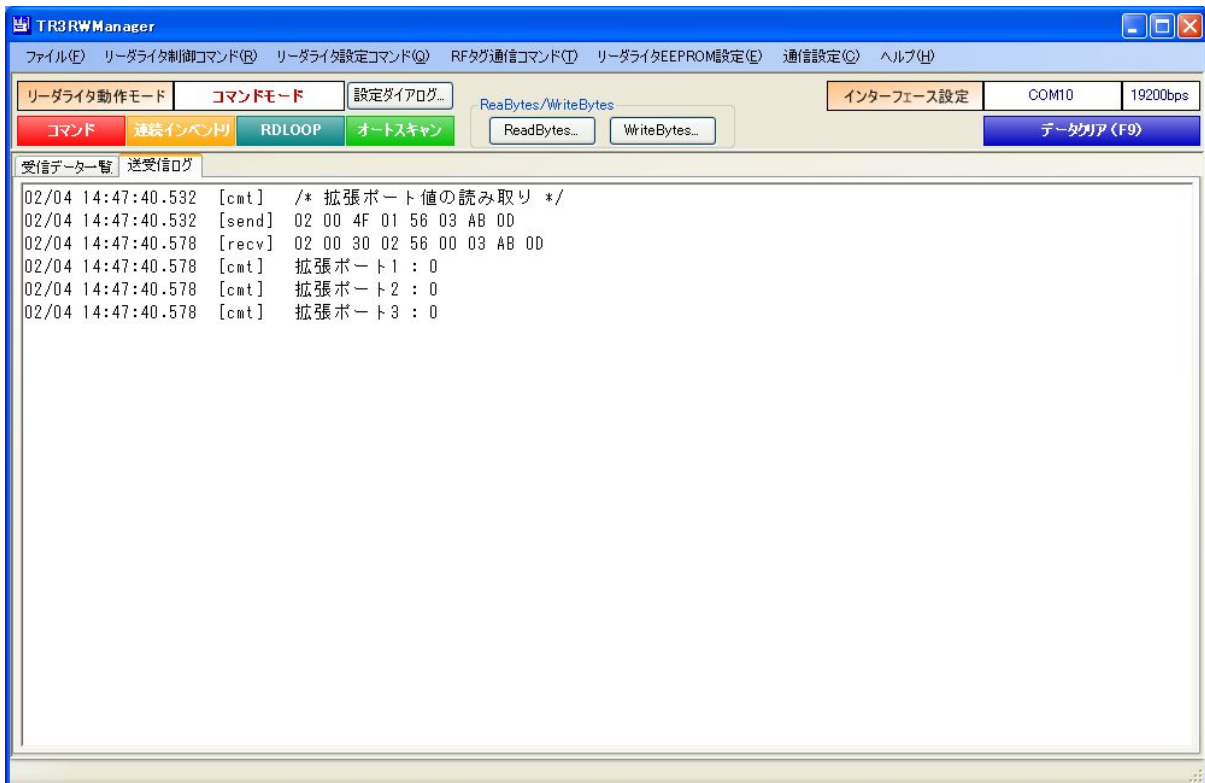 TR3RWManager
ファイル(F) リーダライタ制御コマンド(R) リーダライタ設定コマンド(Q) RFタグ通信コマンド(T) リーダライタEEPROM設定(E) 通信設定(C) ヘルプ(H)
リーダライタ動作モード コマンドモード 設定ダイアログ... ReaBytes/WriteBytes インターフェース設定 COM10 19200bps
コマンド 連続インベントリ RDLOOP オートスキャン ReadBytes... WriteBytes... データクリア(F9)
受信データ一覧 送受信ログ
02/04 14:47:40.532 [cmt] /* 拡張ポート値の読み取り */
02/04 14:47:40.532 [send] 02 00 4F 01 56 03 AB 0D
02/04 14:47:40.578 [recv] 02 00 30 02 56 00 03 AB 0D
02/04 14:47:40.578 [cmt] 拡張ポート1 : 0
02/04 14:47:40.578 [cmt] 拡張ポート2 : 0
02/04 14:47:40.578 [cmt] 拡張ポート3 : 0